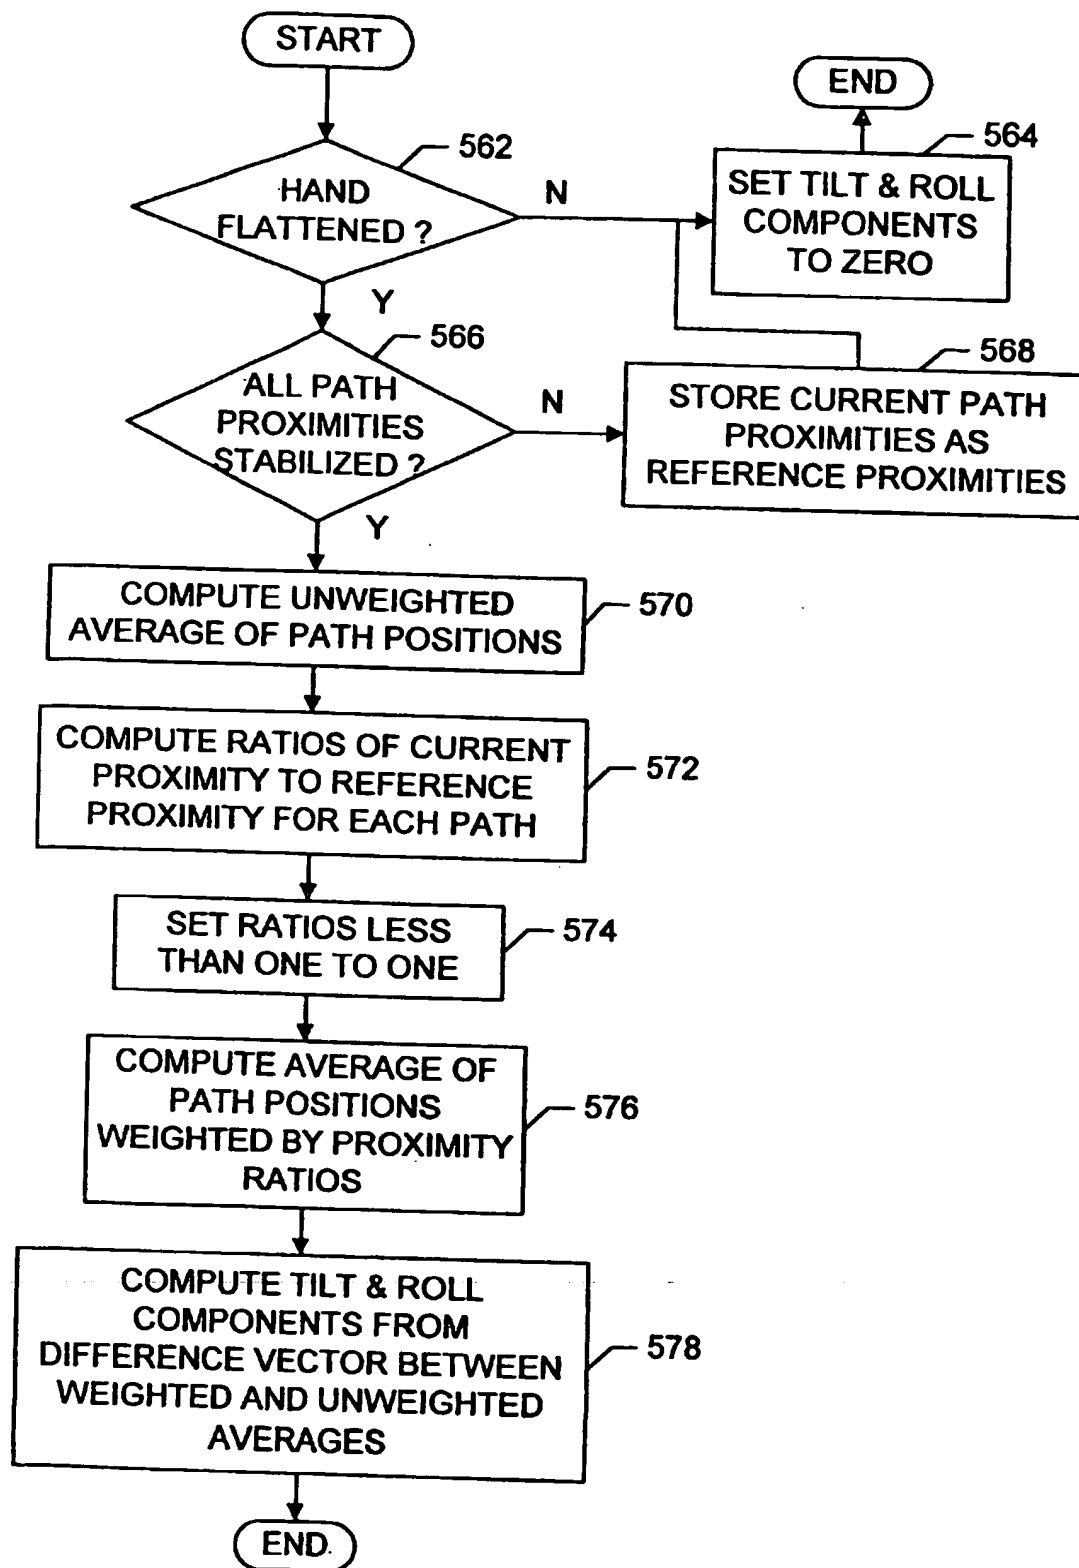 START
END
562
564
HAND
FLATTENED ?
N
SET TILT & ROLL
COMPONENTS
TO ZERO
Y
566
568
ALL PATH
PROXIMITIES
STABILIZED ?
N
STORE CURRENT PATH
PROXIMITIES AS
REFERENCE PROXIMITIES
Y
COMPUTE UNWEIGHTED
AVERAGE OF PATH POSITIONS
570
COMPUTE RATIOS OF CURRENT
PROXIMITY TO REFERENCE
PROXIMITY FOR EACH PATH
572
SET RATIOS LESS
THAN ONE TO ONE
574
COMPUTE AVERAGE OF
PATH POSITIONS
WEIGHTED BY PROXIMITY
RATIOS
576
COMPUTE TILT & ROLL
COMPONENTS FROM
DIFFERENCE VECTOR BETWEEN
WEIGHTED AND UNWEIGHTED
AVERAGES
578
END